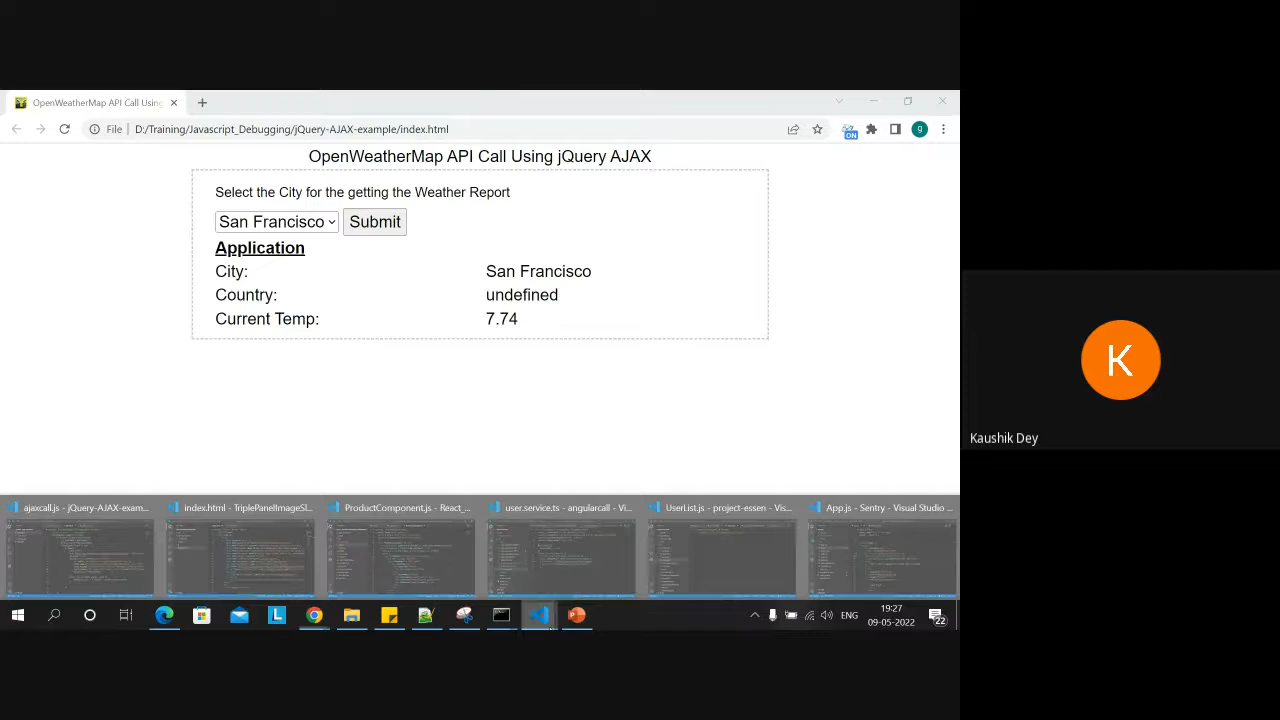 OpenWeatherMap API Call Using
File
D:/Training/Javascript_Debugging/jQuery-AJAX-example/index.html
ON
g
OpenWeatherMap API Call Using jQuery AJAX
Select the City for the getting the Weather Report
San Francisco
Submit
Application
City: San Francisco
Country: undefined
Current Temp: 7.74
K
Kaushik Dey
ajaxcall.js - jQuery-AJAX-exam...
index.html - TriplePanelImageSl...
ProductComponent.js - React_...
user.service.ts - angularcall - Vi...
UserList.js - project-essen - Vis...
App.js - Sentry - Visual Studio ...
L
ENG
19:27
09-05-2022
22